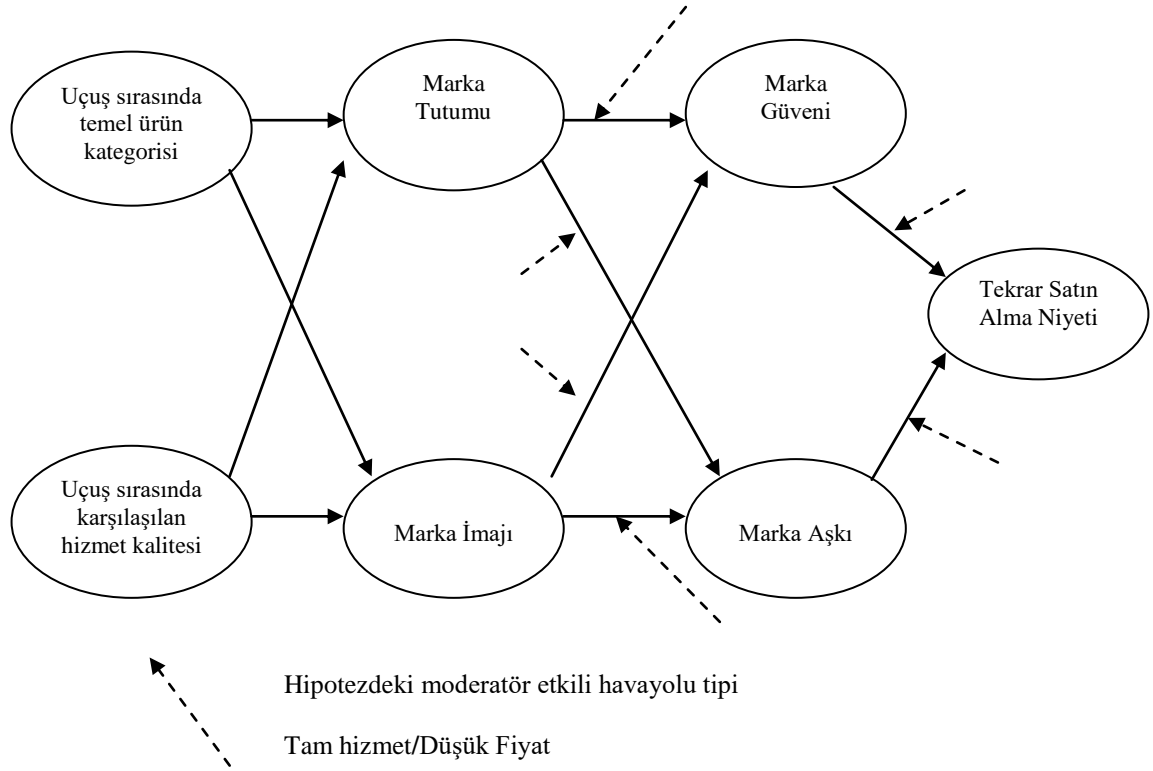 Uçuş sırasında
temel ürün
kategorisi
Marka
Tutumu
Marka
Güveni
Tekrar Satın
Alma Niyeti
Uçuş sırasında
karşılaşılan
hizmet kalitesi
Marka İmajı
Marka Aşkı
Hipotezdeki moderatör etkili havayolu tipi
Tam hizmet/Düşük Fiyat